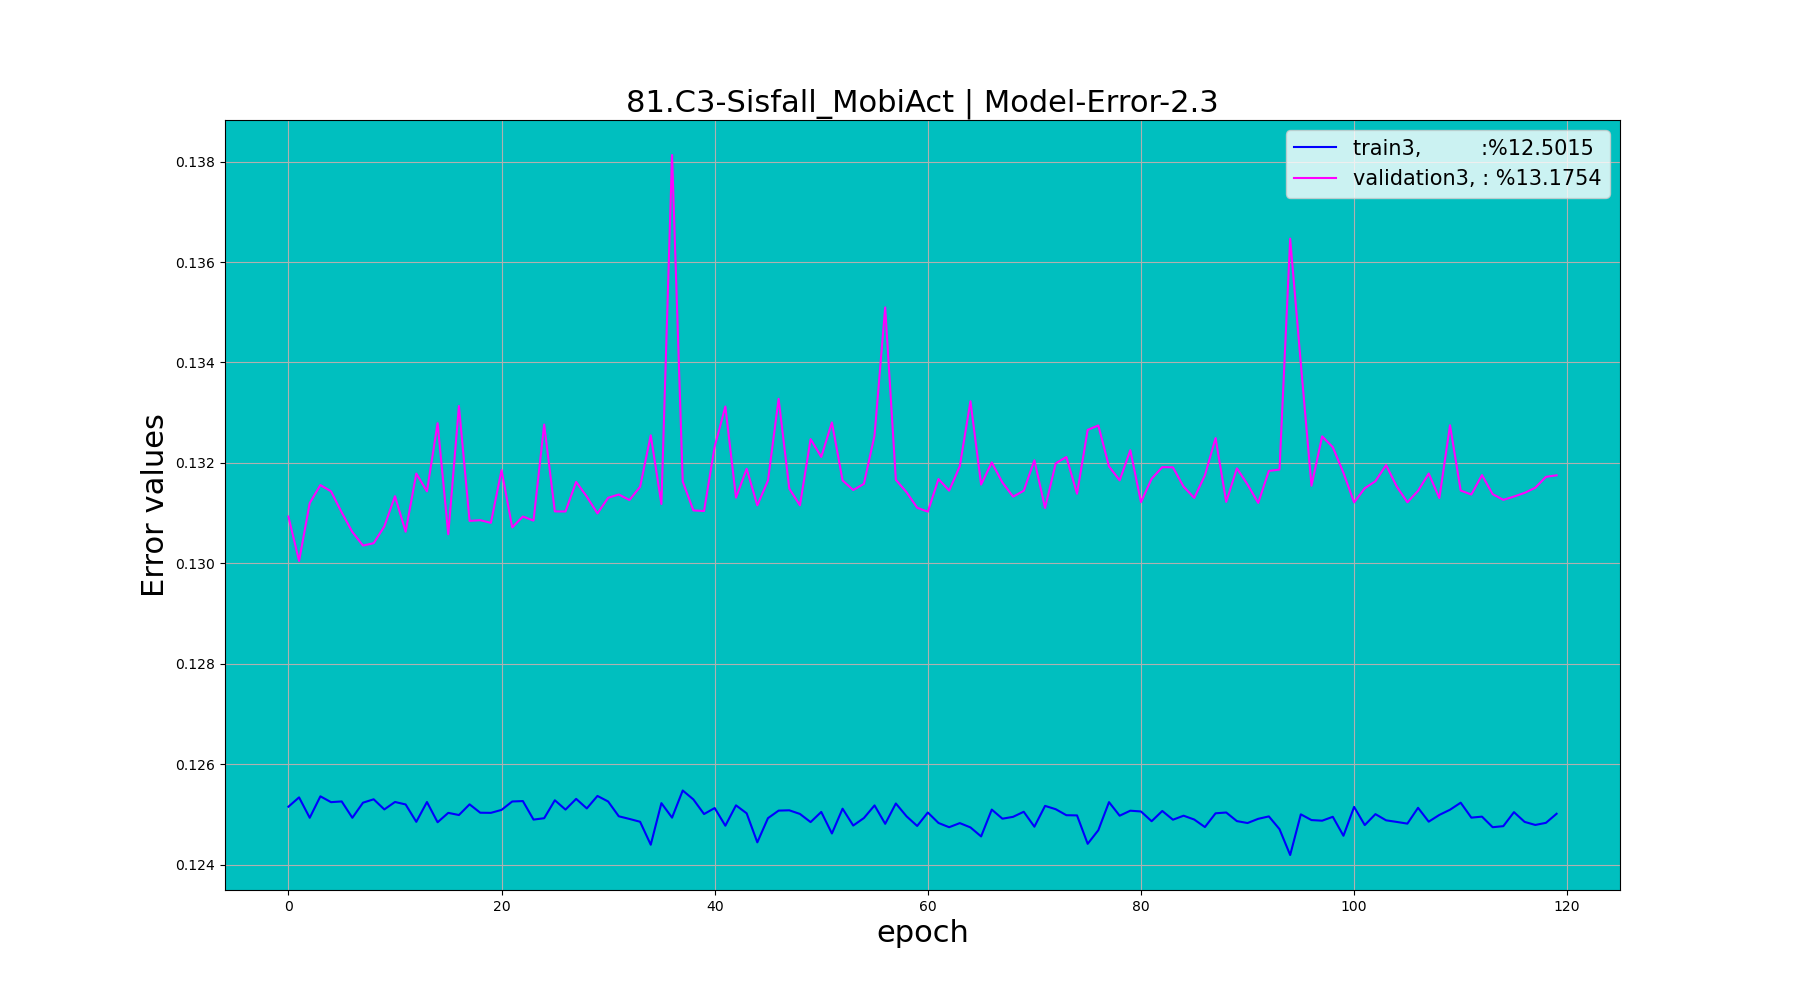 81.C3-Sisfall_MobiAct | Model-Error-2.3
train3, :%12.5015
validation3, : %13.1754
Error values
0.138
0.136
0.134
0.132
0.130
0.128
0.126
0.124
0 20 40 60 80 100 120
epoch